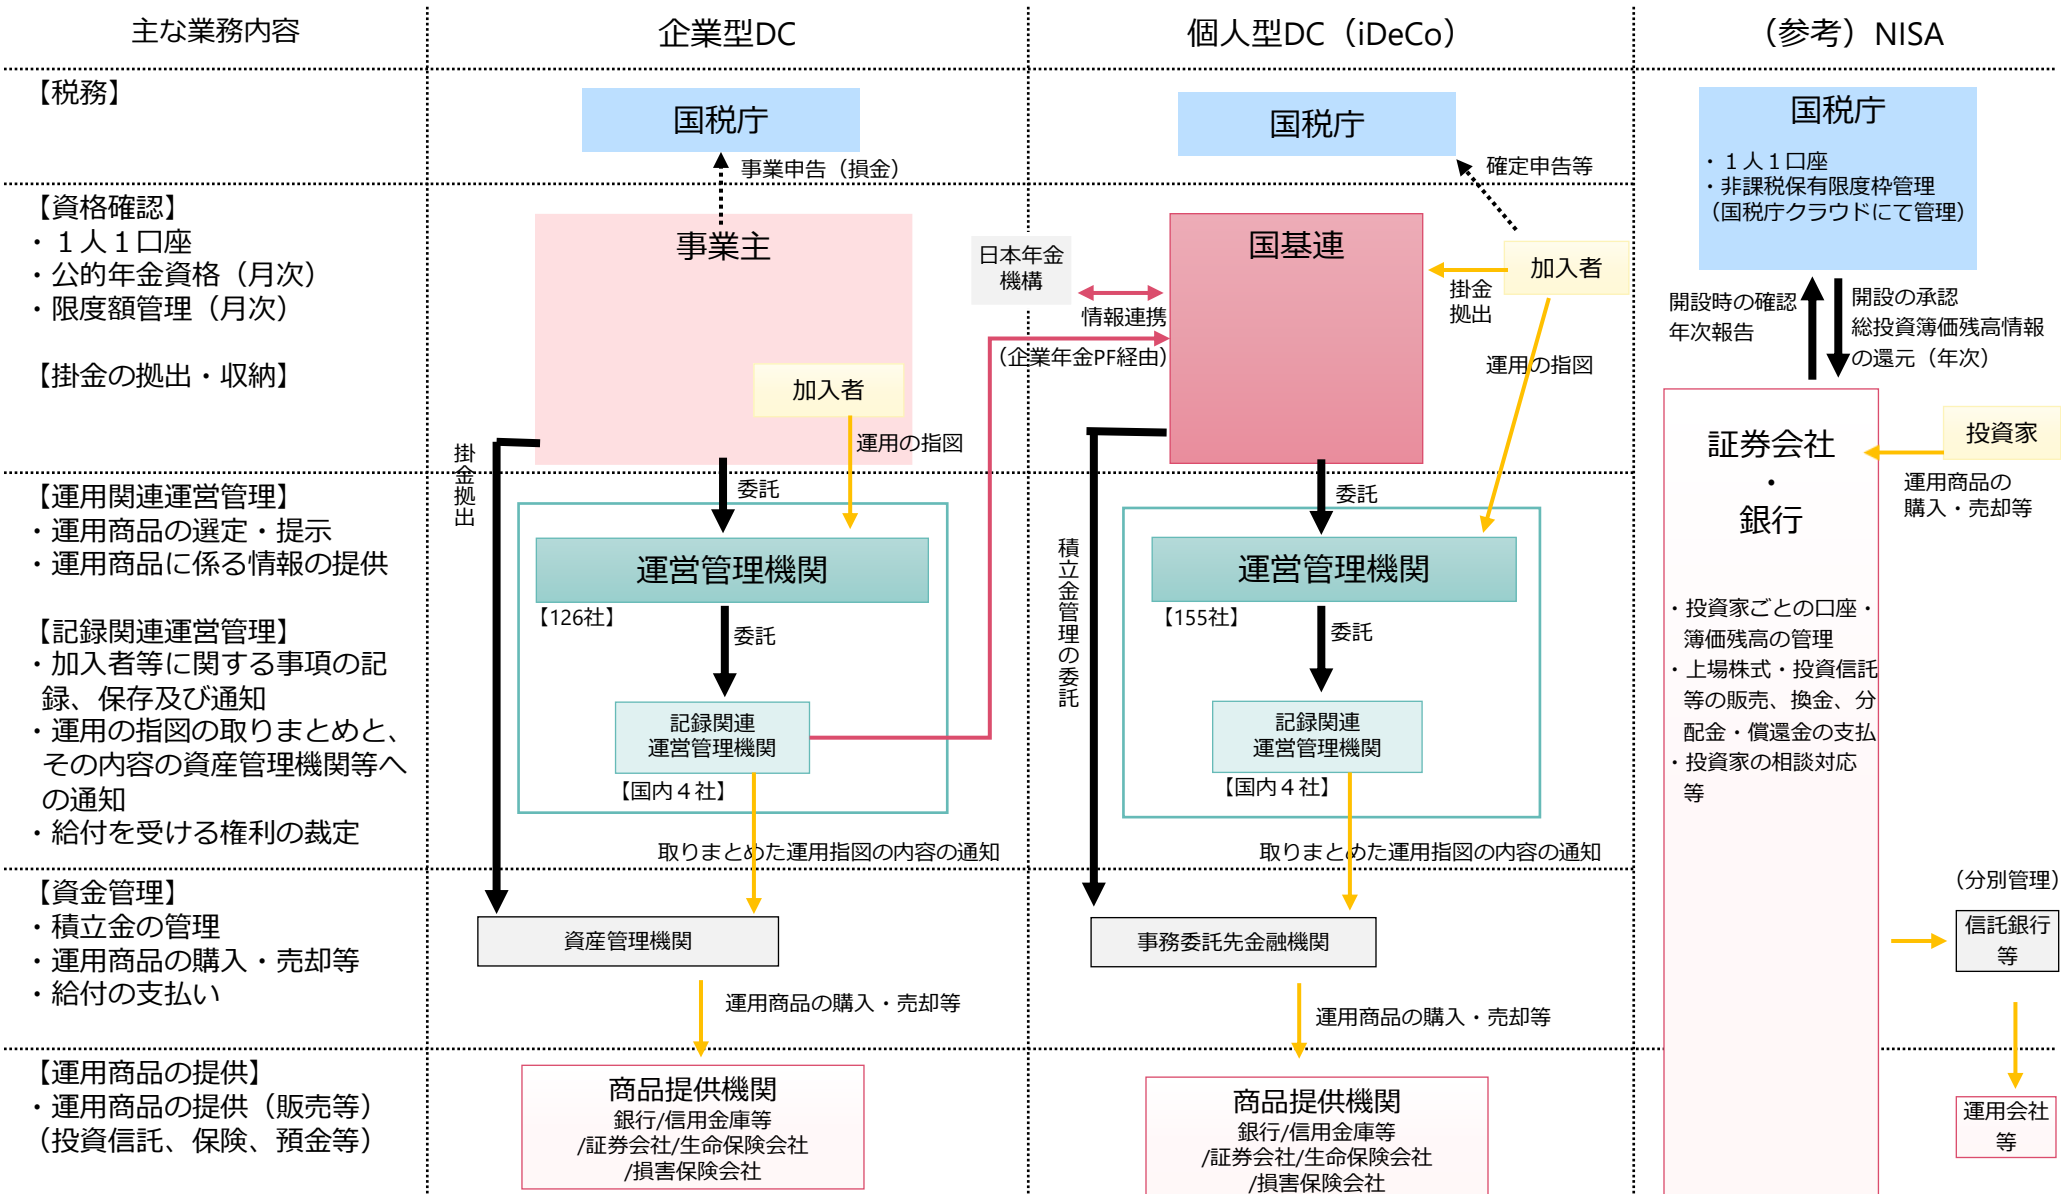 主な業務内容
企業型DC
個人型DC（iDeCo）
（参考）NISA
【税務】
国税庁
事業申告（損金）
国税庁
確定申告等
国税庁
・１人１口座
・非課税保有限度枠管理
（国税庁クラウドにて管理）
【資格確認】
・１人１口座
・公的年金資格（月次）
・限度額管理（月次）
【掛金の拠出・収納】
事業主
加入者
運用の指図
掛金拠出
委託
日本年金
機構
情報連携
（企業年金PF経由）
国基連
加入者
掛金
拠出
運用の指図
委託
積立金管理の委託
開設時の確認
年次報告
開設の承認
総投資簿価残高情報
の還元（年次）
証券会社
・
銀行
投資家
運用商品の
購入・売却等
・投資家ごとの口座・
簿価残高の管理
・上場株式・投資信託
等の販売、換金、分
配金・償還金の支払
・投資家の相談対応
等
【運用関連運営管理】
・運用商品の選定・提示
・運用商品に係る情報の提供
【記録関連運営管理】
・加入者等に関する事項の記
録、保存及び通知
・運用の指図の取りまとめと、
その内容の資産管理機関等へ
の通知
・給付を受ける権利の裁定
運営管理機関
【126社】
委託
記録関連
運営管理機関
【国内４社】
取りまとめた運用指図の内容の通知
運営管理機関
【155社】
委託
記録関連
運営管理機関
【国内４社】
取りまとめた運用指図の内容の通知
【資金管理】
・積立金の管理
・運用商品の購入・売却等
・給付の支払い
資産管理機関
運用商品の購入・売却等
事務委託先金融機関
運用商品の購入・売却等
（分別管理）
信託銀行
等
【運用商品の提供】
・運用商品の提供（販売等）
（投資信託、保険、預金等）
商品提供機関
銀行/信用金庫等
/証券会社/生命保険会社
/損害保険会社
商品提供機関
銀行/信用金庫等
/証券会社/生命保険会社
/損害保険会社
運用会社
等